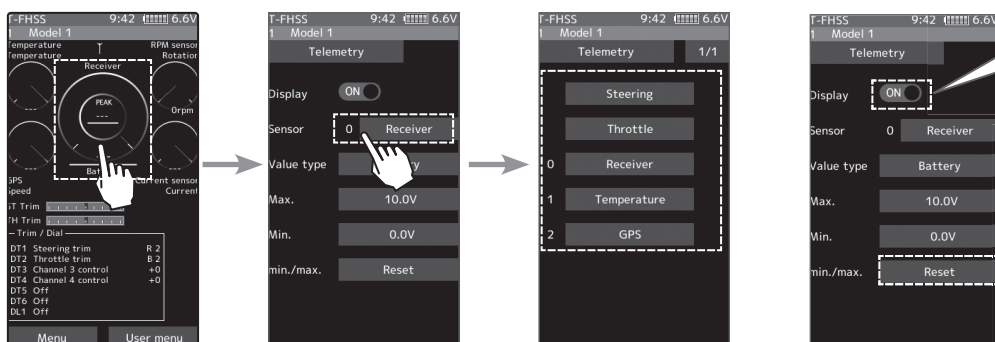 T-FHSS 9:42 6.6V
1 Model 1
Temperature RPM sensor
Temperature Rotation
Receiver
PEAK
---
--- 0rpm
Bat
GPS Current sensor
Speed Current
ST Trim
TH Trim
Trim / Dial
DT1 Steering trim R 2
DT2 Throttle trim B 2
DT3 Channel 3 control +0
DT4 Channel 4 control +0
DT5 Off
DT6 Off
DL1 Off
Menu User menu
T-FHSS 9:42 6.6V
1 Model 1
Telemetry
Display ON
Sensor 0 Receiver
Value type
Max. 10.0V
Min. 0.0V
min./max. Reset
T-FHSS 9:42 6.6V
1 Model 1
Telemetry 1/1
Steering
Throttle
0 Receiver
1 Temperature
2 GPS
T-FHSS 9:42 6.6V
1 Model 1
Telemetry
Display ON
Sensor 0 Receiver
Value type Battery
Max. 10.0V
Min. 0.0V
min./max. Reset